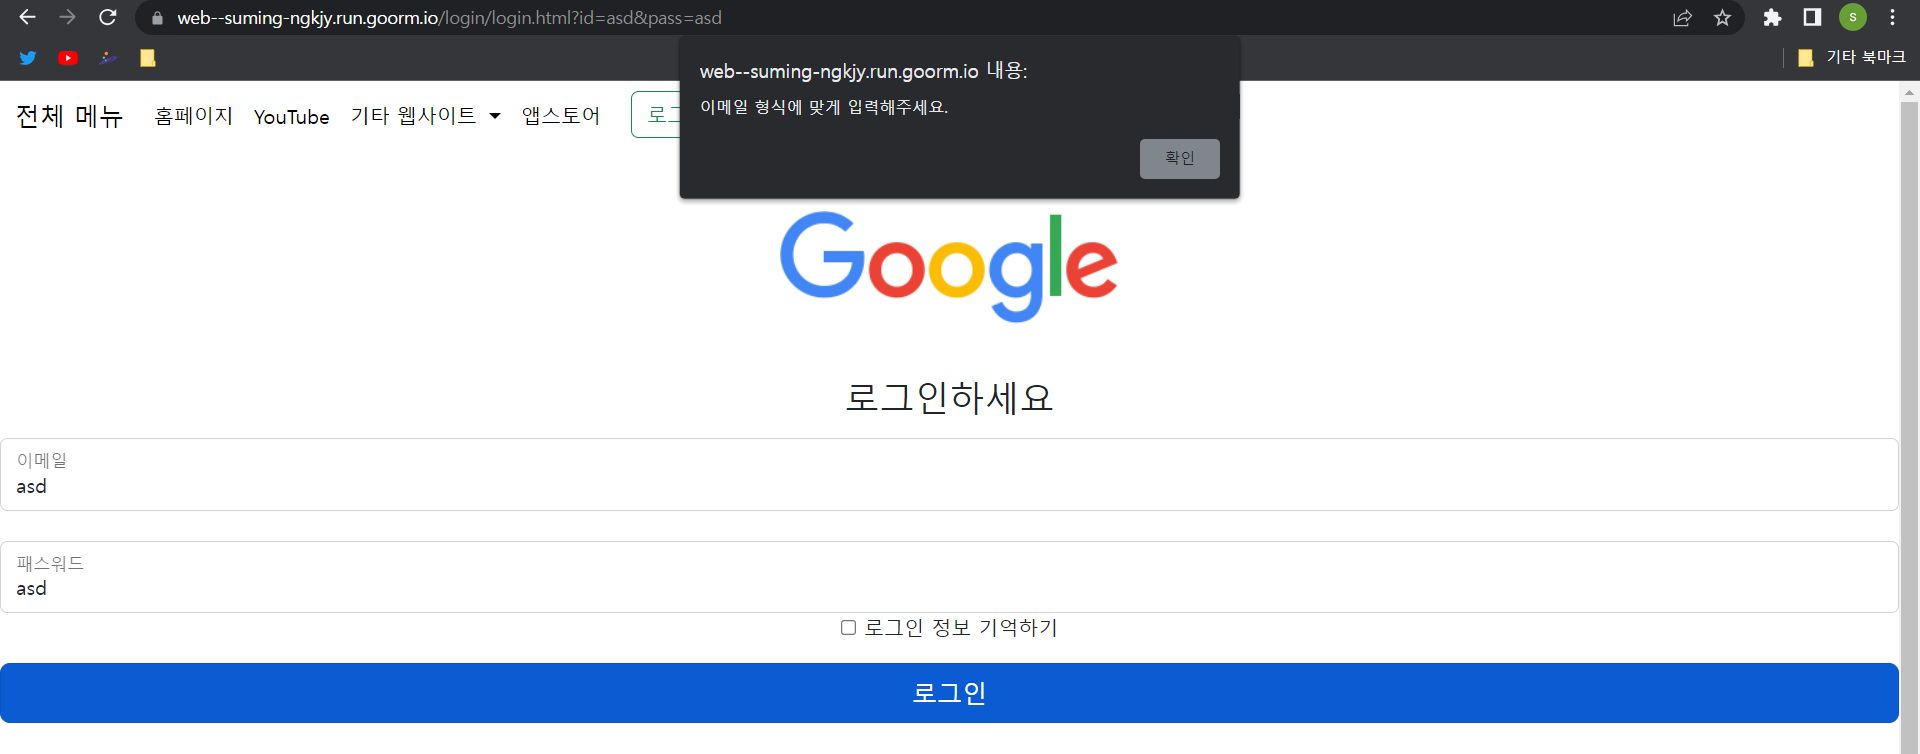 web--suming-ngkjy.run.goorm.io/login/login.html?id=asd&pass=asd
S
기타 북마크
web--suming-ngkjy.run.goorm.io 내용:
이메일 형식에 맞게 입력해주세요.
확인
전체 메뉴 홈페이지 YouTube 기타 웹사이트 앱스토어 로그
Google
로그인하세요
이메일
asd
패스워드
asd
로그인 정보 기억하기
로그인